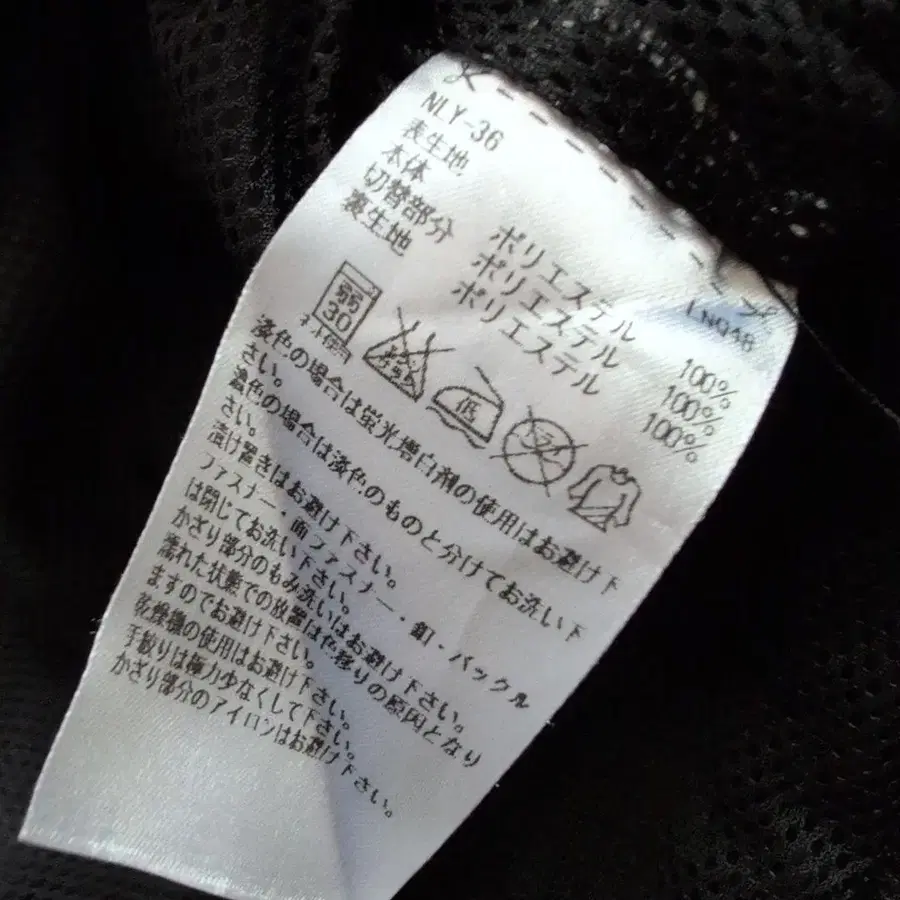 NLY-36
表生地
本体 ポリエステル 100%
切替部分 ポリエステル 100%
裏生地 ポリエステル 100%
弱
30
ネット使用
低
淡色の場合は蛍光増白剤の使用はお避け下
さい。
濃色の場合は淡色のものと分けてお洗い下
さい。
漬け置きはお避け下さい。
ファスナー・面ファスナー・釦・バックル
は閉じてお洗い下さい。
かざり部分のもみ洗いはお避け下さい。
濡れた状態での放置は色移りの原因となり
ますのでお避け下さい。
乾燥機の使用はお避け下さい。
手絞りは極力少なくして下さい。
かざり部分のアイロンはお避け下さい。